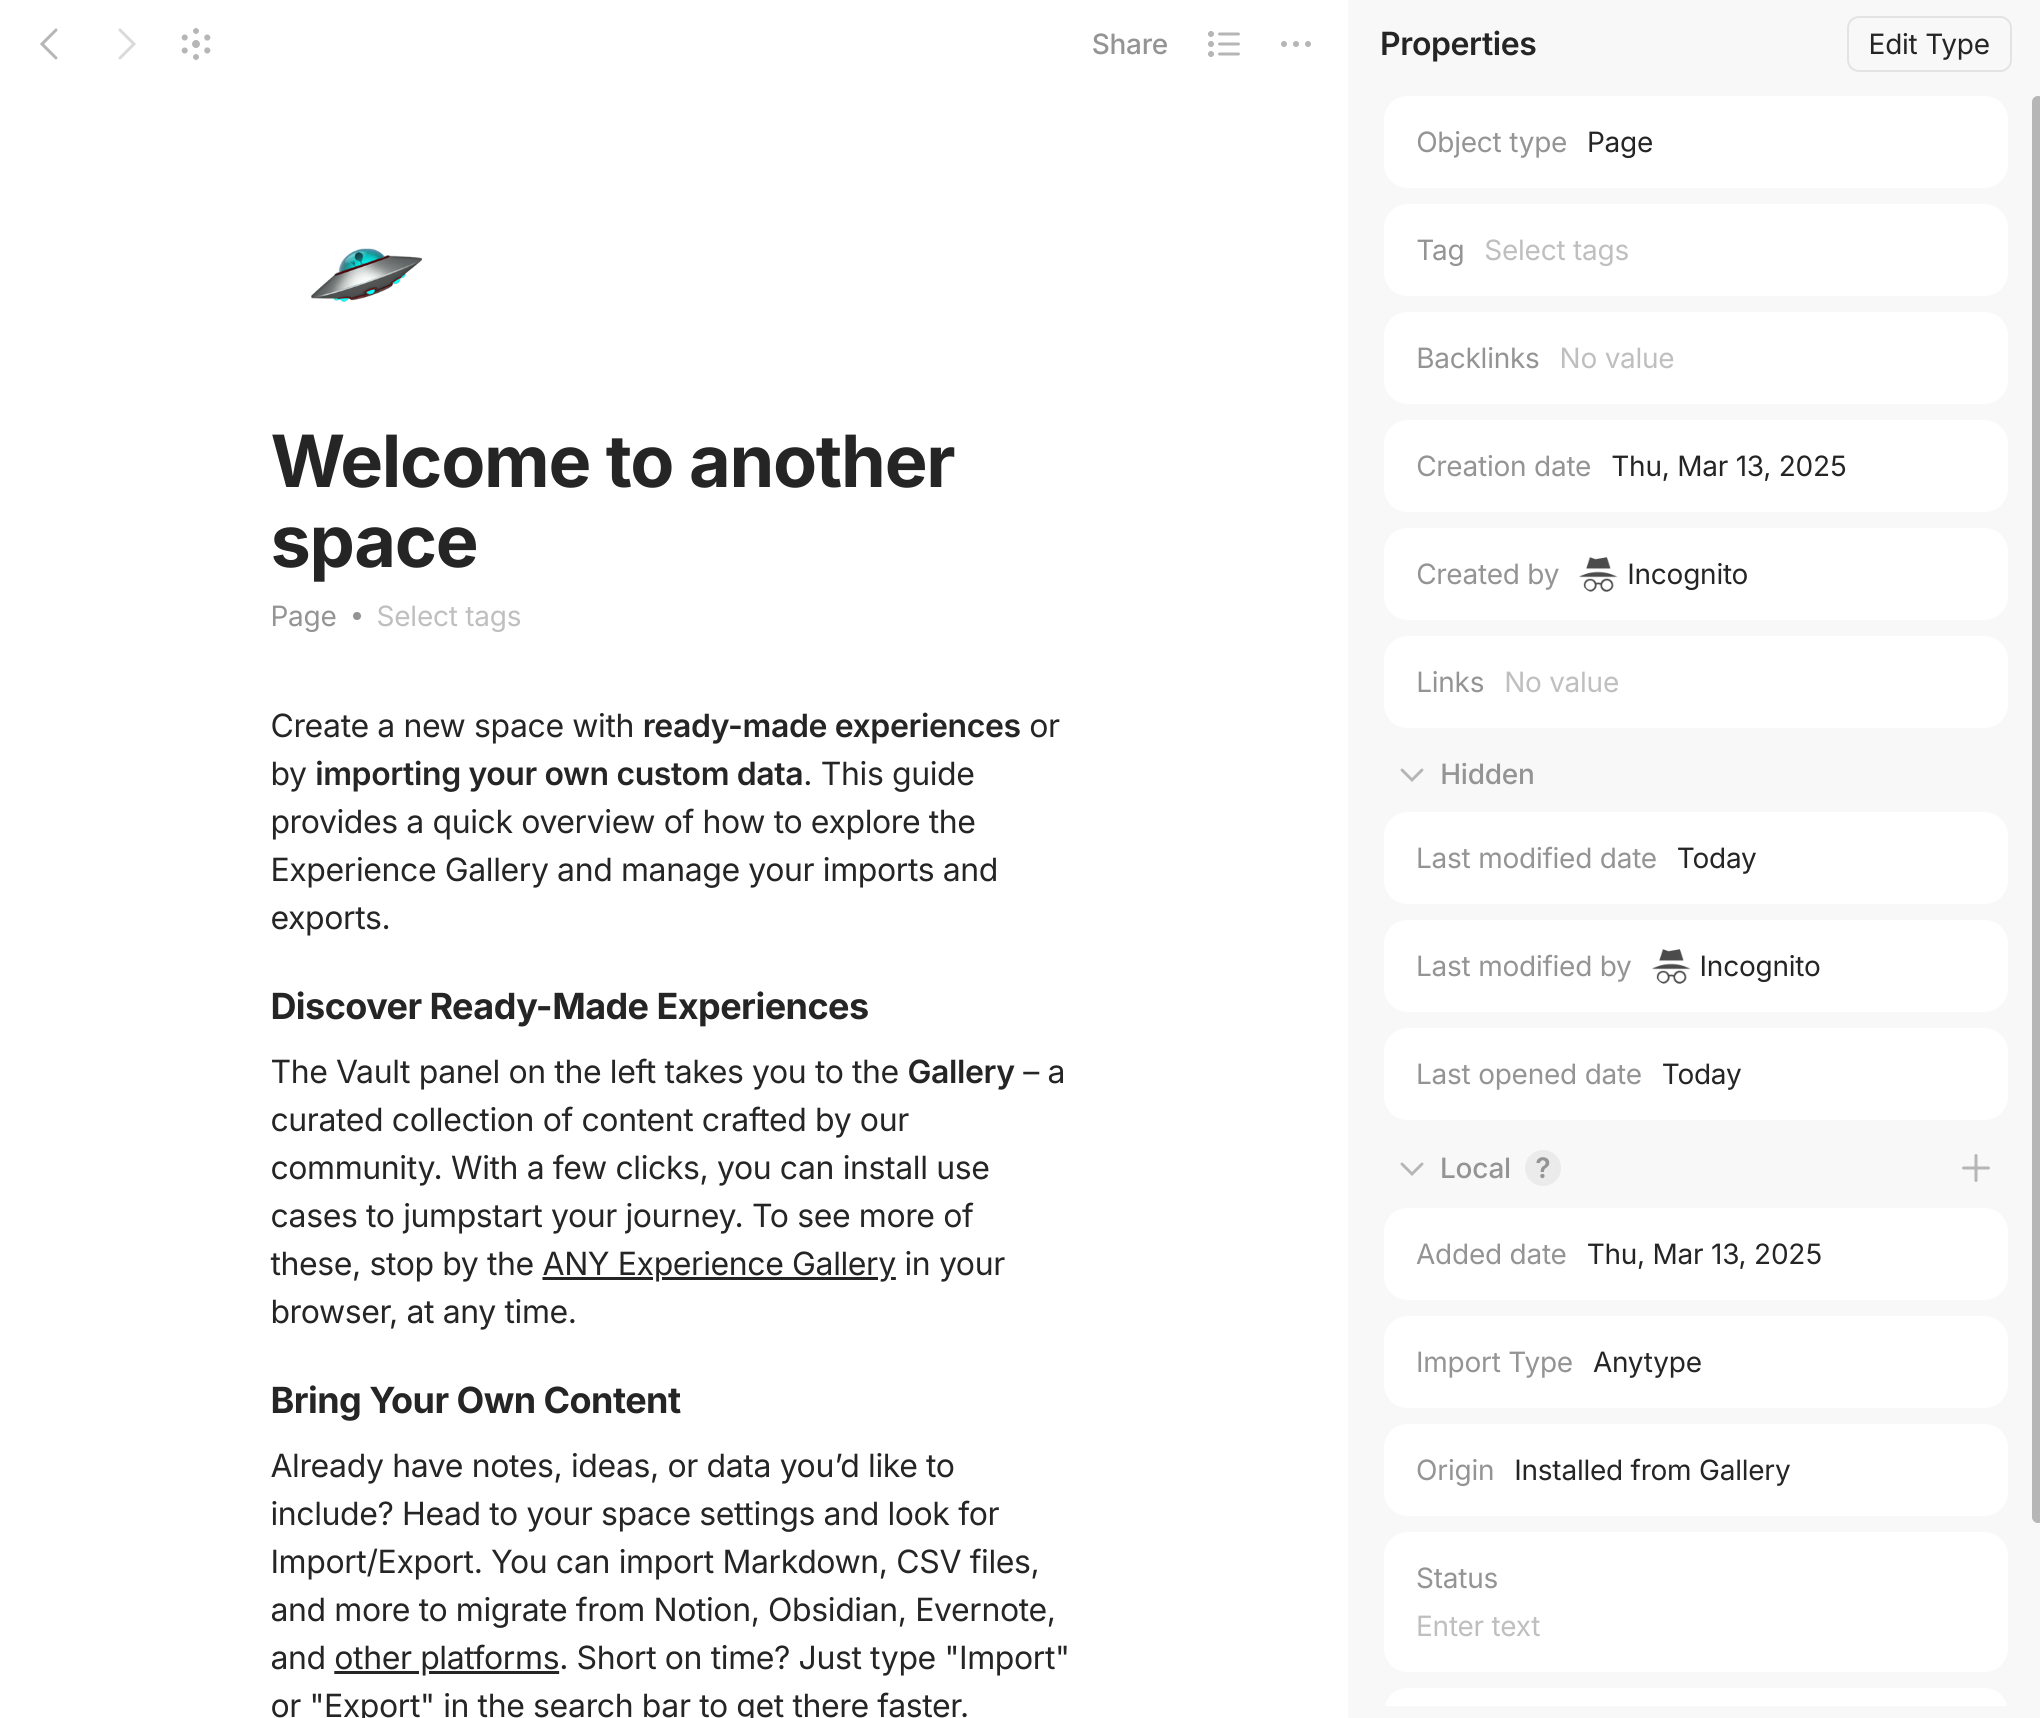 Share
Properties
Edit Type
Welcome to another
space
Page • Select tags
Create a new space with ready-made experiences or
by importing your own custom data. This guide
provides a quick overview of how to explore the
Experience Gallery and manage your imports and
exports.
Discover Ready-Made Experiences
The Vault panel on the left takes you to the Gallery – a
curated collection of content crafted by our
community. With a few clicks, you can install use
cases to jumpstart your journey. To see more of
these, stop by the ANY Experience Gallery in your
browser, at any time.
Bring Your Own Content
Already have notes, ideas, or data you’d like to
include? Head to your space settings and look for
Import/Export. You can import Markdown, CSV files,
and more to migrate from Notion, Obsidian, Evernote,
and other platforms. Short on time? Just type "Import"
or "Export" in the search bar to get there faster.
Object type Page
Tag Select tags
Backlinks No value
Creation date Thu, Mar 13, 2025
Created by Incognito
Links No value
Hidden
Last modified date Today
Last modified by Incognito
Last opened date Today
Local ?
Added date Thu, Mar 13, 2025
Import Type Anytype
Origin Installed from Gallery
Status
Enter text